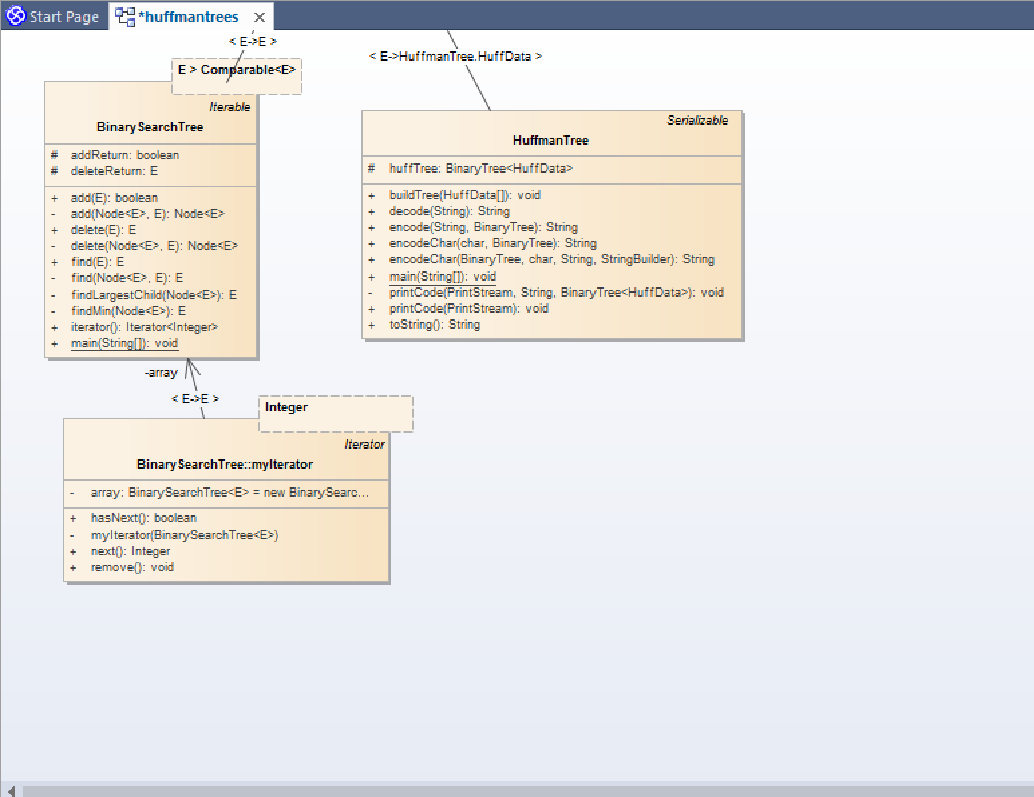 Start Page
*huffmantrees
< E->E >
E > Comparable<E>
Iterable
BinarySearchTree
# addReturn: boolean
# deleteReturn: E
+ add(E): boolean
- add(Node<E>, E): Node<E>
+ delete(E): E
- delete(Node<E>, E): Node<E>
+ find(E): E
- find(Node<E>, E): E
- findLargestChild(Node<E>): E
- findMin(Node<E>): E
+ iterator(): Iterator<Integer>
+ main(String[]): void
-array
< E->E >
Integer
Iterator
BinarySearchTree::myIterator
- array: BinarySearchTree<E> = new BinarySearc...
+ hasNext(): boolean
- myIterator(BinarySearchTree<E>)
+ next(): Integer
+ remove(): void
< E->HuffmanTree.HuffData >
Serializable
HuffmanTree
# huffTree: BinaryTree<HuffData>
+ buildTree(HuffData[]): void
+ decode(String): String
+ encode(String, BinaryTree): String
+ encodeChar(char, BinaryTree): String
+ encodeChar(BinaryTree, char, String, StringBuilder): String
+ main(String[]): void
- printCode(PrintStream, String, BinaryTree<HuffData>): void
+ printCode(PrintStream): void
+ toString(): String